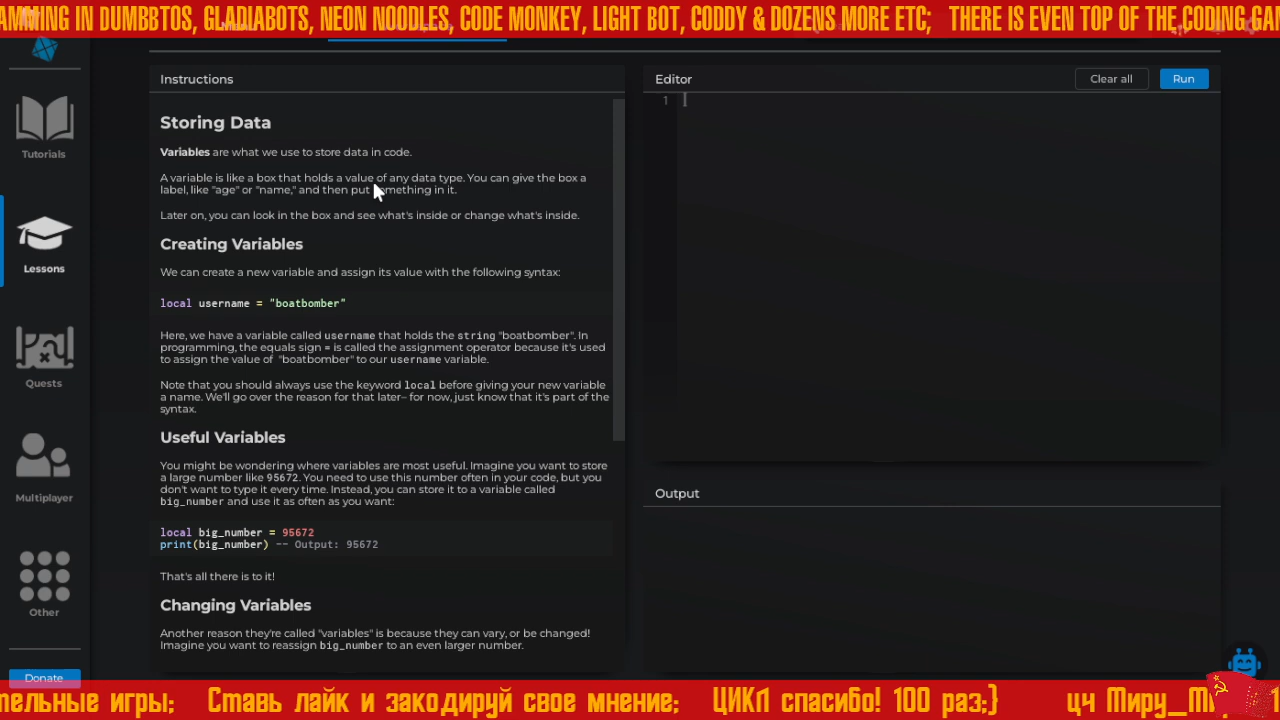 AMMING IN DUMBBTOS, GLADIABOTS, NEON NOODLES, CODE MONKEY, LIGHT BOT, CODDY & DOZENS MORE ETC; THERE IS EVEN TOP OF THE CODING GA
Instructions
Storing Data
Variables are what we use to store data in code.
A variable is like a box that holds a value of any data type. You can give the box a
label, like "age" or "name," and then put something in it.
Later on, you can look in the box and see what's inside or change what's inside.
Creating Variables
We can create a new variable and assign its value with the following syntax:
local username = "boatbomber"
Here, we have a variable called username that holds the string "boatbomber". In
programming, the equals sign = is called the assignment operator because it's used
to assign the value of "boatbomber" to our username variable.
Note that you should always use the keyword local before giving your new variable
a name. We'll go over the reason for that later– for now, just know that it's part of the
syntax.
Useful Variables
You might be wondering where variables are most useful. Imagine you want to store
a large number like 95672. You need to use this number often in your code, but you
don't want to type it every time. Instead, you can store it to a variable called
big_number and use it as often as you want:
local big_number = 95672
print(big_number) -- Output: 95672
That's all there is to it!
Changing Variables
Another reason they're called "variables" is because they can vary, or be changed!
Imagine you want to reassign big_number to an even larger number.
Editor
Clear all
Run
1
Output
Tutorials
Lessons
Quests
Multiplayer
Other
Donate
тельные игры; Ставь лайк и закодируй свое мнение; ЦИКЛ спасибо! 100 раз;} цч Миру_М